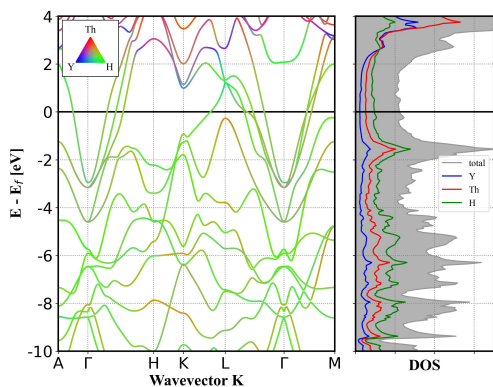 4
2
0
-2
-4
-6
-8
-10
E - E_f [eV]
Th
Y
H
A
Γ
H
K
L
Γ
M
Wavevector K
total
Y
Th
H
DOS